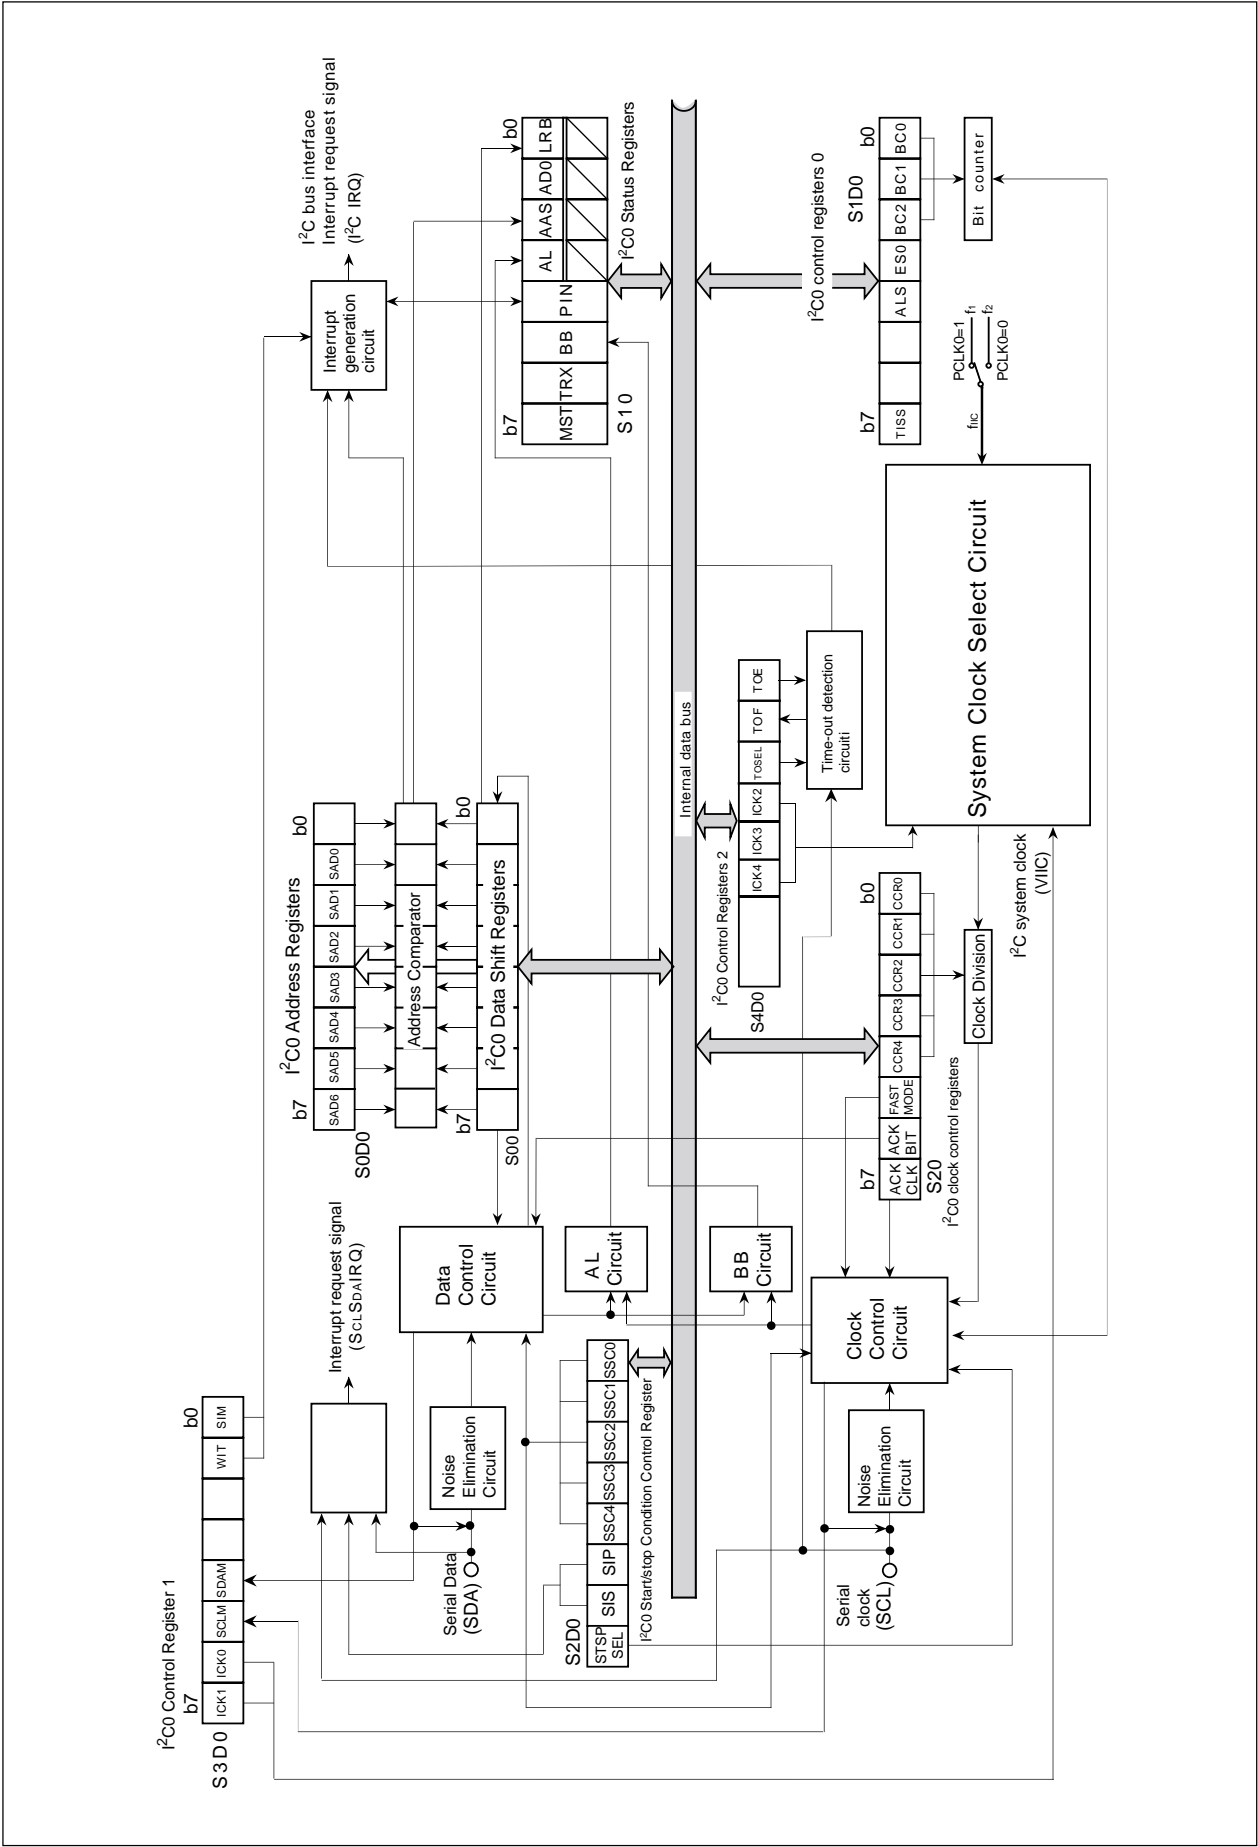 I2C0 Control Register 1
b7
b0
ICK1
ICK0
SCLM
SDAM
WIT
SIM
S3D0
Interrupt request signal
(SCLSDAIRQ)
Serial Data
(SDA)
Noise
Elimination
Circuit
Data
Control
Circuit
I2C0 Address Registers
b7
b0
SAD6
SAD5
SAD4
SAD3
SAD2
SAD1
SAD0
S0D0
Address Comparator
b7
b0
I2C0 Data Shift Registers
S00
Interrupt
generation
circuit
I2C bus interface
Interrupt request signal
(I2C IRQ)
b7
b0
MST
TRX
BB
PIN
AL
AAS
AD0
LRB
S10
I2C0 Status Registers
AL
Circuit
BB
Circuit
S2D0
STSP
SEL
SIS
SIP
SSC4
SSC3
SSC2
SSC1
SSC0
I2C0 Start/stop Condition Control Register
Internal data bus
I2C0 Control Registers 2
S4D0
ICK4
ICK3
ICK2
TOSEL
TOF
TOE
Time-out detection
circuiti
I2C0 control registers 0
S1D0
b7
b0
TISS
ALS
ES0
BC2
BC1
BC0
Bit counter
PCLK0=1
f1
f2
PCLK0=0
fIIC
System Clock Select Circuit
I2C system clock
(VIIC)
b7
b0
ACK
CLK
ACK
BIT
FAST
MODE
CCR4
CCR3
CCR2
CCR1
CCR0
S20
I2C0 clock control registers
Clock Division
Clock
Control
Circuit
Noise
Elimination
Circuit
Serial
clock
(SCL)